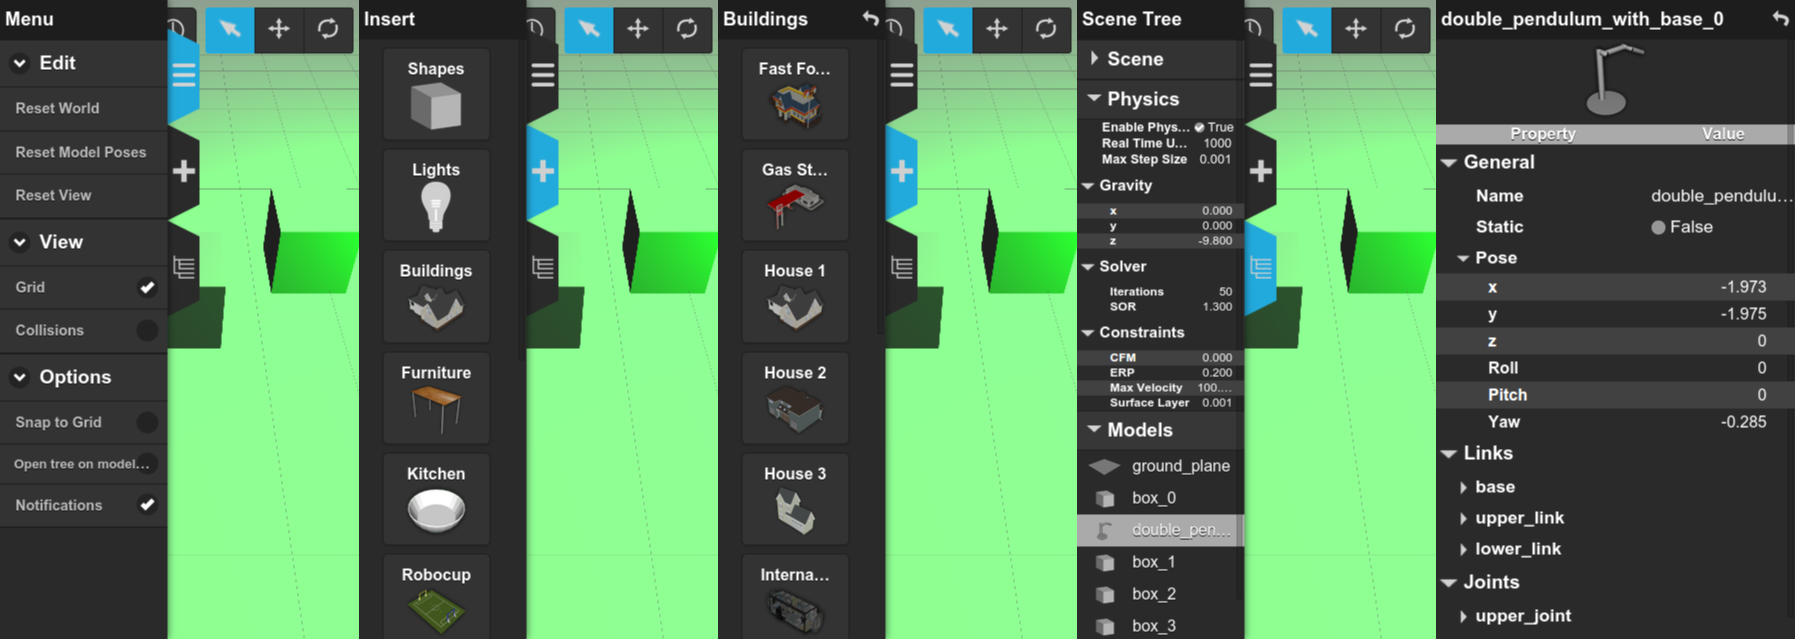 Menu
Edit
Reset World
Reset Model Poses
Reset View
View
Grid
Collisions
Options
Snap to Grid
Open tree on model...
Notifications
Insert
Shapes
Lights
Buildings
Furniture
Kitchen
Robocup
Buildings
Fast Fo...
Gas St...
House 1
House 2
House 3
Interna...
Scene Tree
Scene
Physics
Enable Phys... True
Real Time U... 1000
Max Step Size 0.001
Gravity
x 0.000
y 0.000
z -9.800
Solver
Iterations 50
SOR 1.300
Constraints
CFM 0.000
ERP 0.200
Max Velocity 100....
Surface Layer 0.001
Models
ground_plane
box_0
double_pen...
box_1
box_2
box_3
double_pendulum_with_base_0
Property Value
General
Name double_pendulu...
Static False
Pose
x -1.973
y -1.975
z 0
Roll 0
Pitch 0
Yaw -0.285
Links
base
upper_link
lower_link
Joints
upper_joint